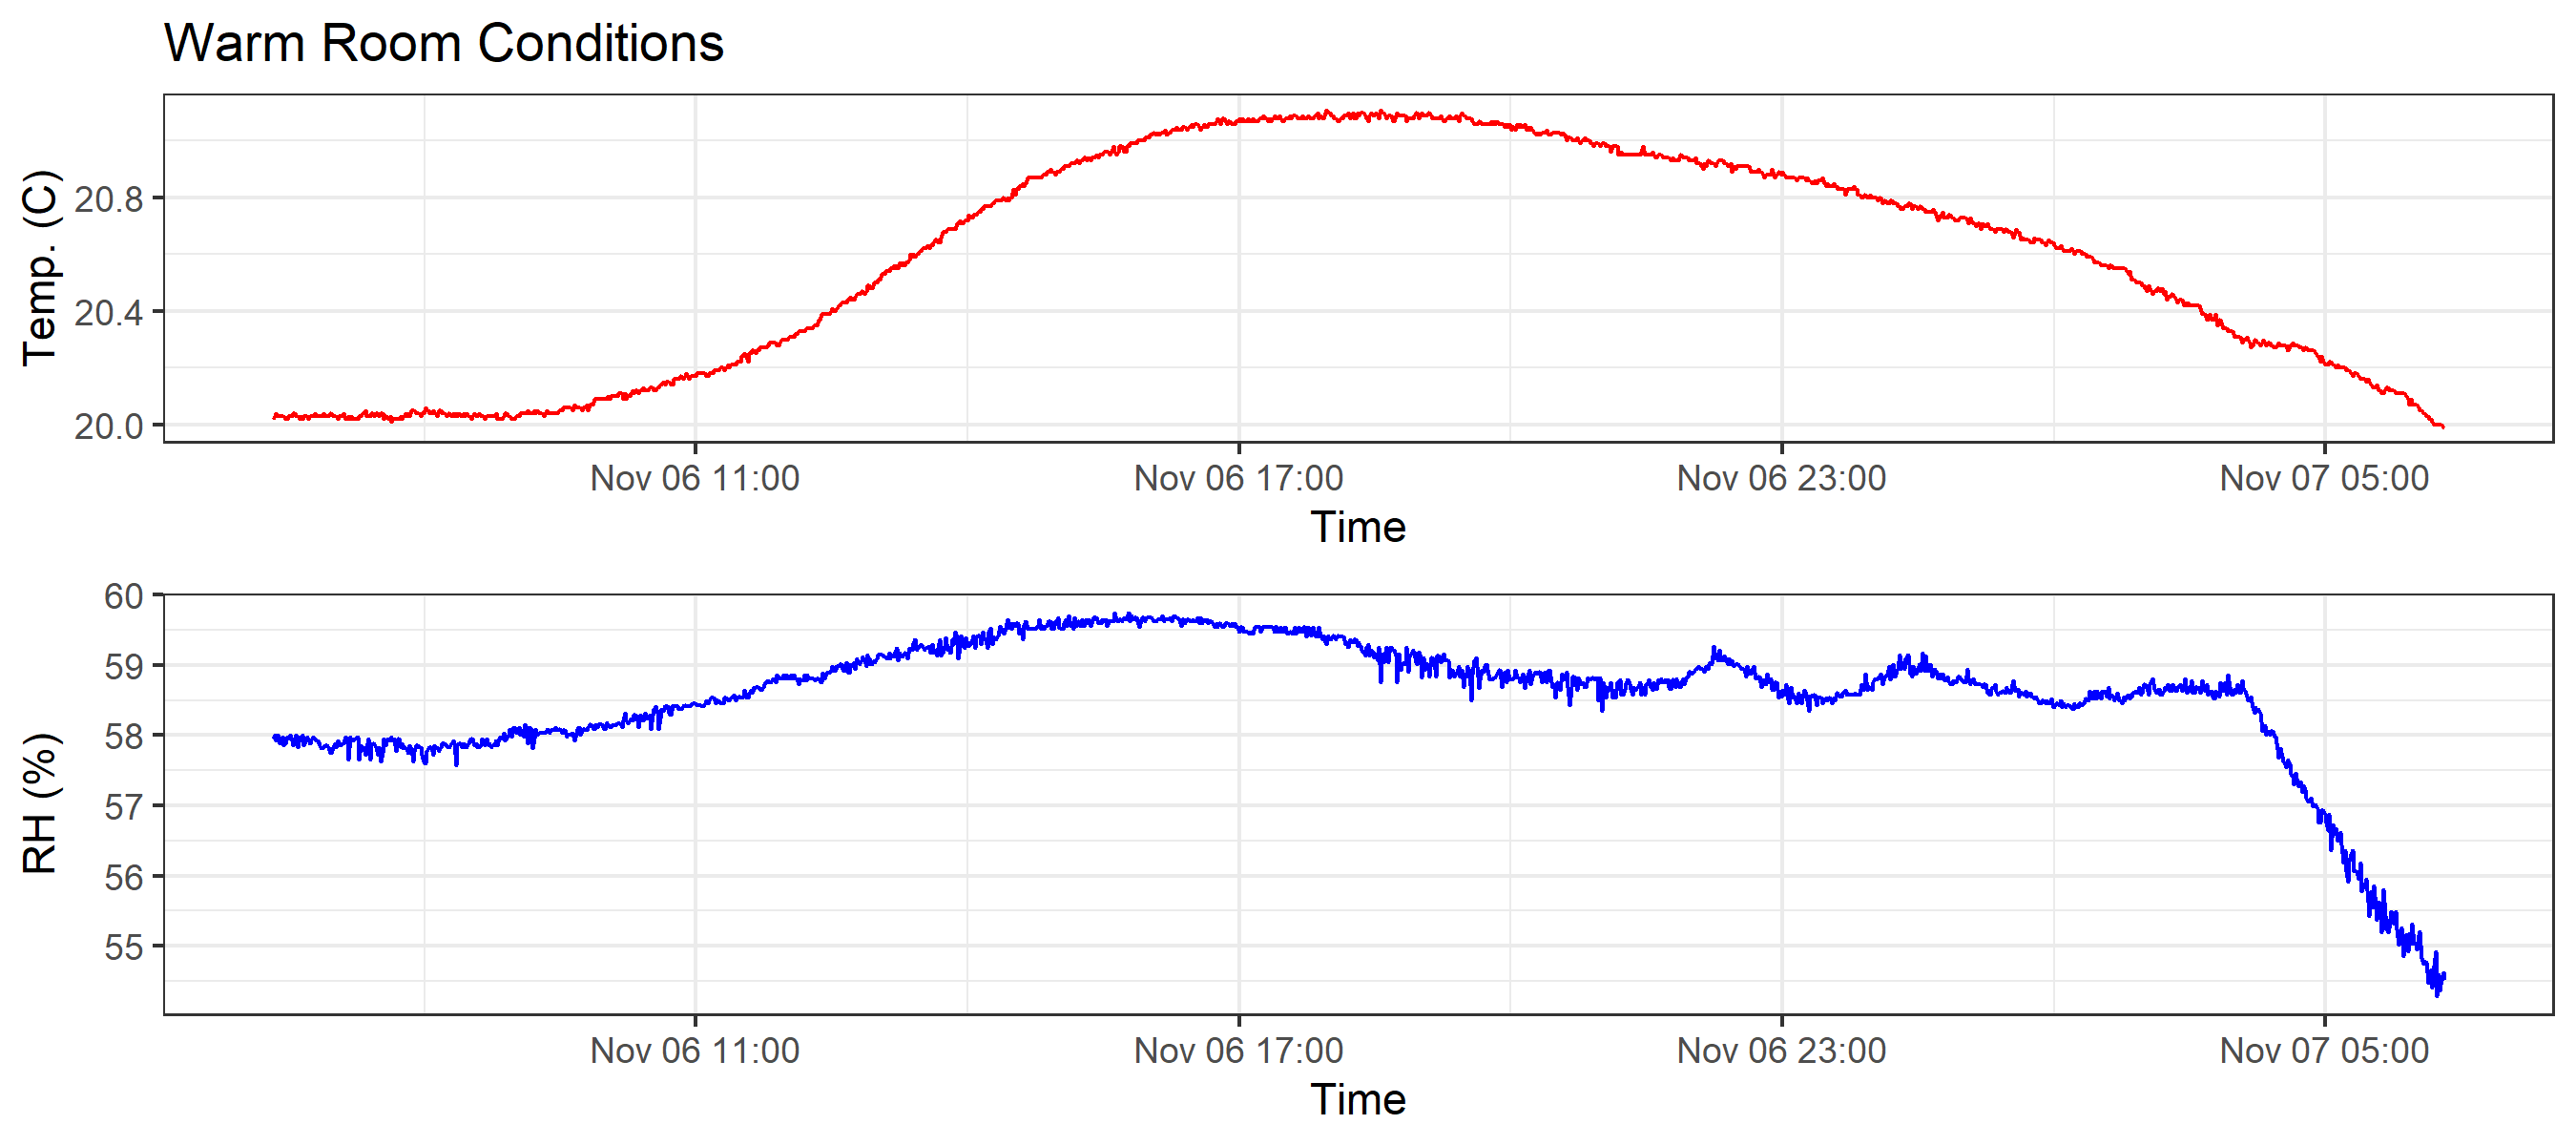 Warm Room Conditions
Temp. (C)
20.8
20.4
20.0
Nov 06 11:00 Nov 06 17:00 Nov 06 23:00 Nov 07 05:00
Time
RH (%)
60
59
58
57
56
55
Nov 06 11:00 Nov 06 17:00 Nov 06 23:00 Nov 07 05:00
Time